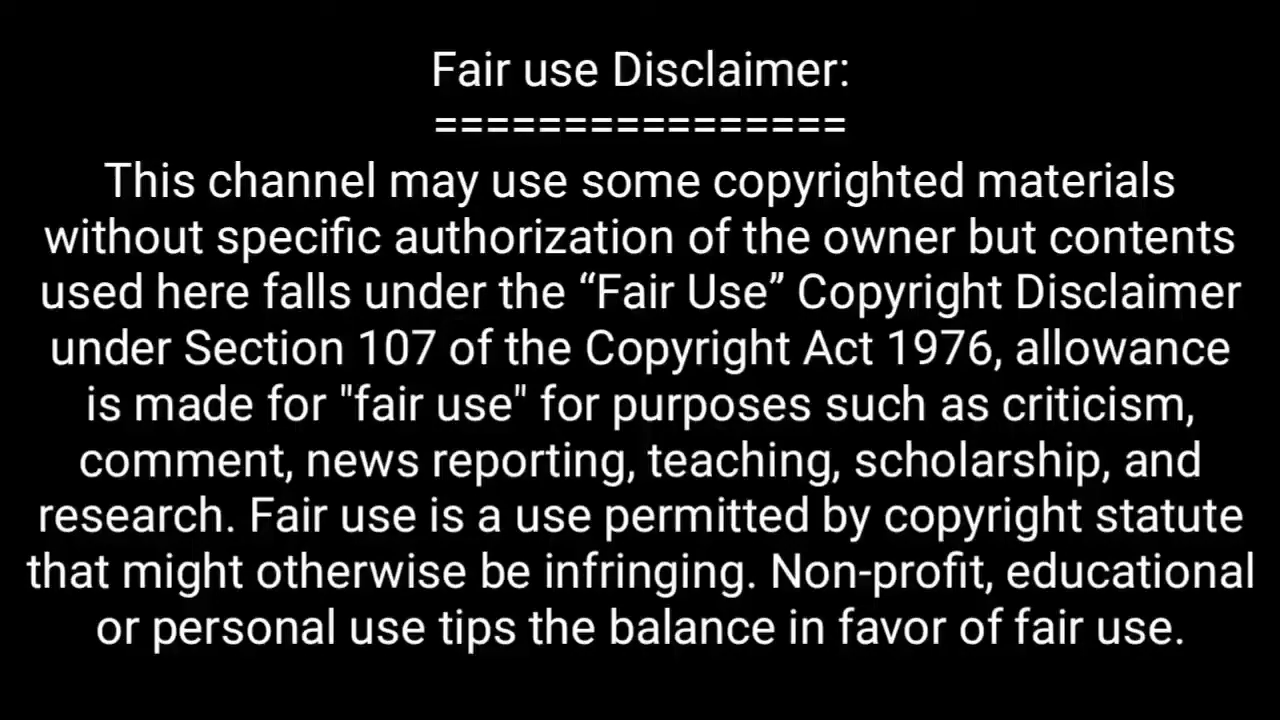 Fair use Disclaimer:
================
This channel may use some copyrighted materials
without specific authorization of the owner but contents
used here falls under the “Fair Use” Copyright Disclaimer
under Section 107 of the Copyright Act 1976, allowance
is made for "fair use" for purposes such as criticism,
comment, news reporting, teaching, scholarship, and
research. Fair use is a use permitted by copyright statute
that might otherwise be infringing. Non-profit, educational
or personal use tips the balance in favor of fair use.